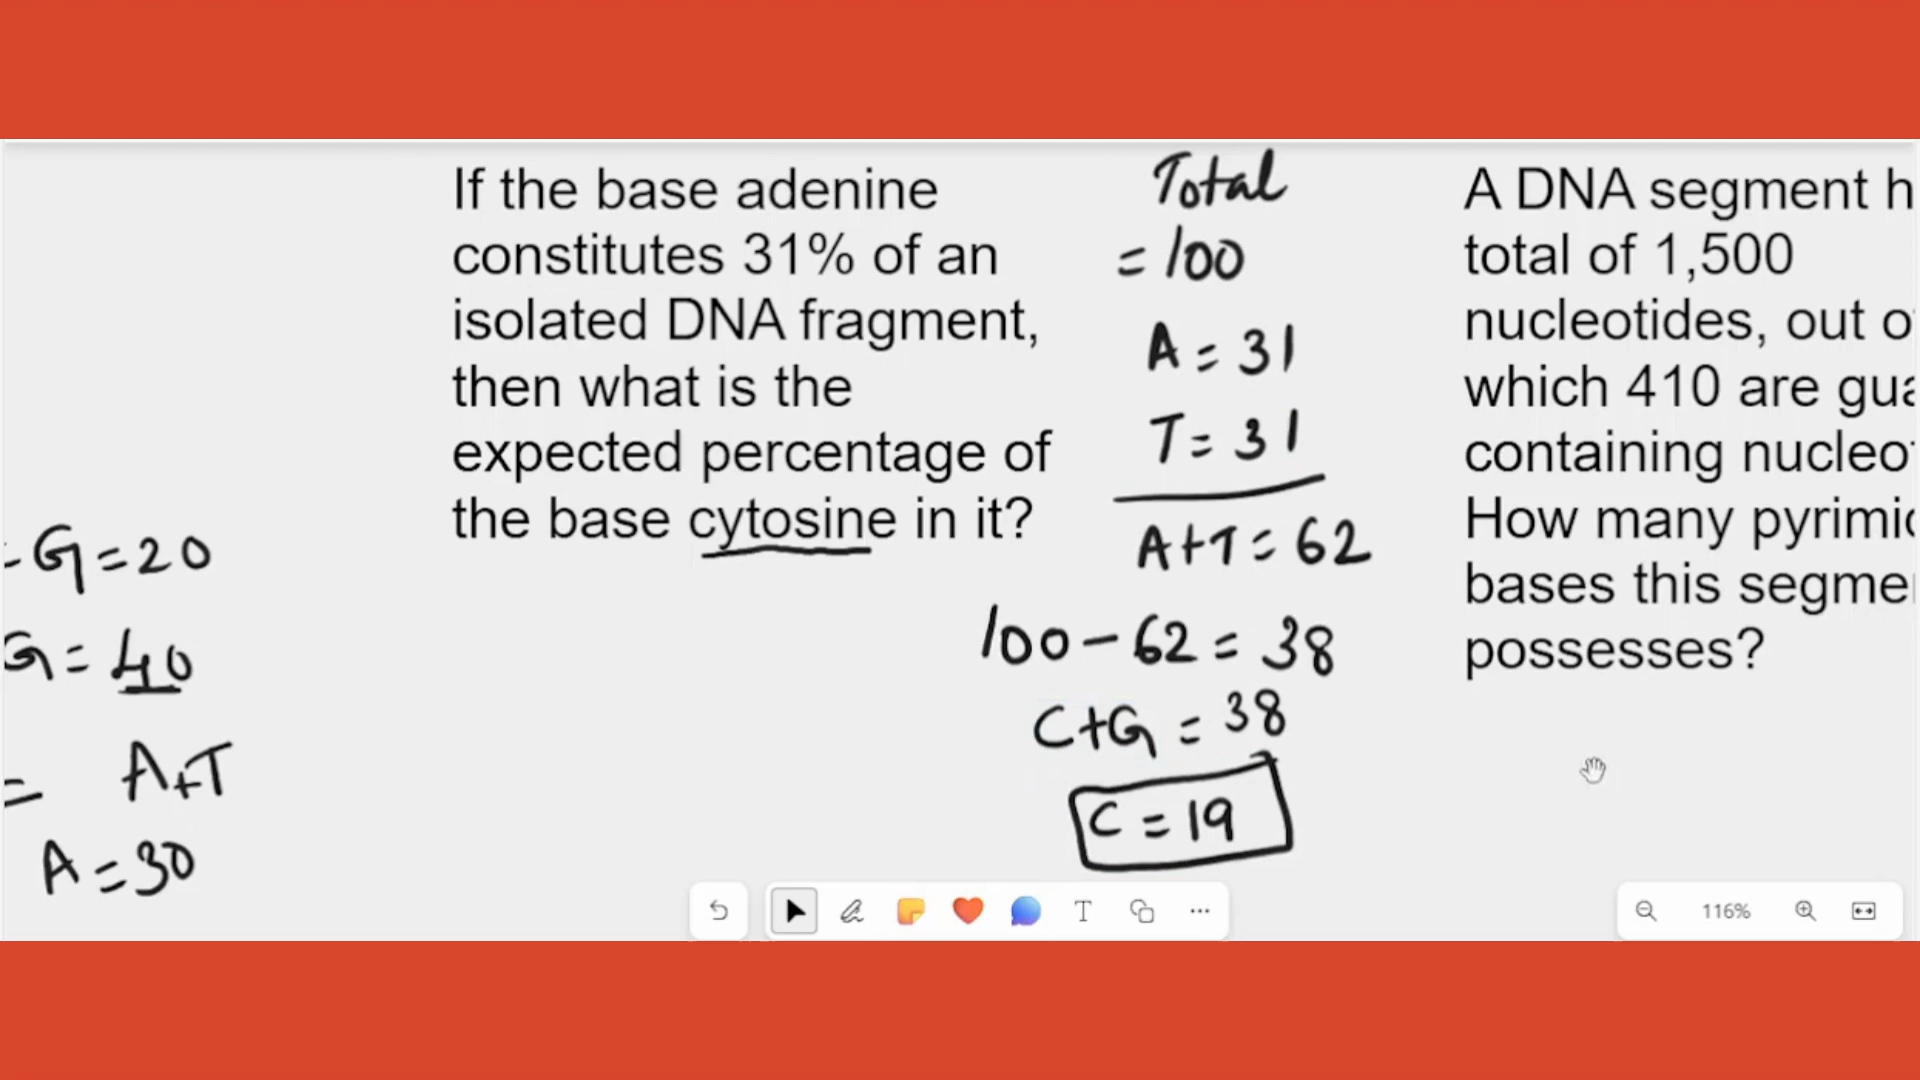 If the base adenine
constitutes 31% of an
isolated DNA fragment,
then what is the
expected percentage of
the base cytosine in it?
Total
= 100
A = 31
T = 31
A+T = 62
100 - 62 = 38
C+G = 38
C = 19
A DNA segment h
total of 1,500
nucleotides, out o
which 410 are gua
containing nucleo
How many pyrimid
bases this segme
possesses?
- G = 20
G = 40
= A+T
A = 30
T
116%